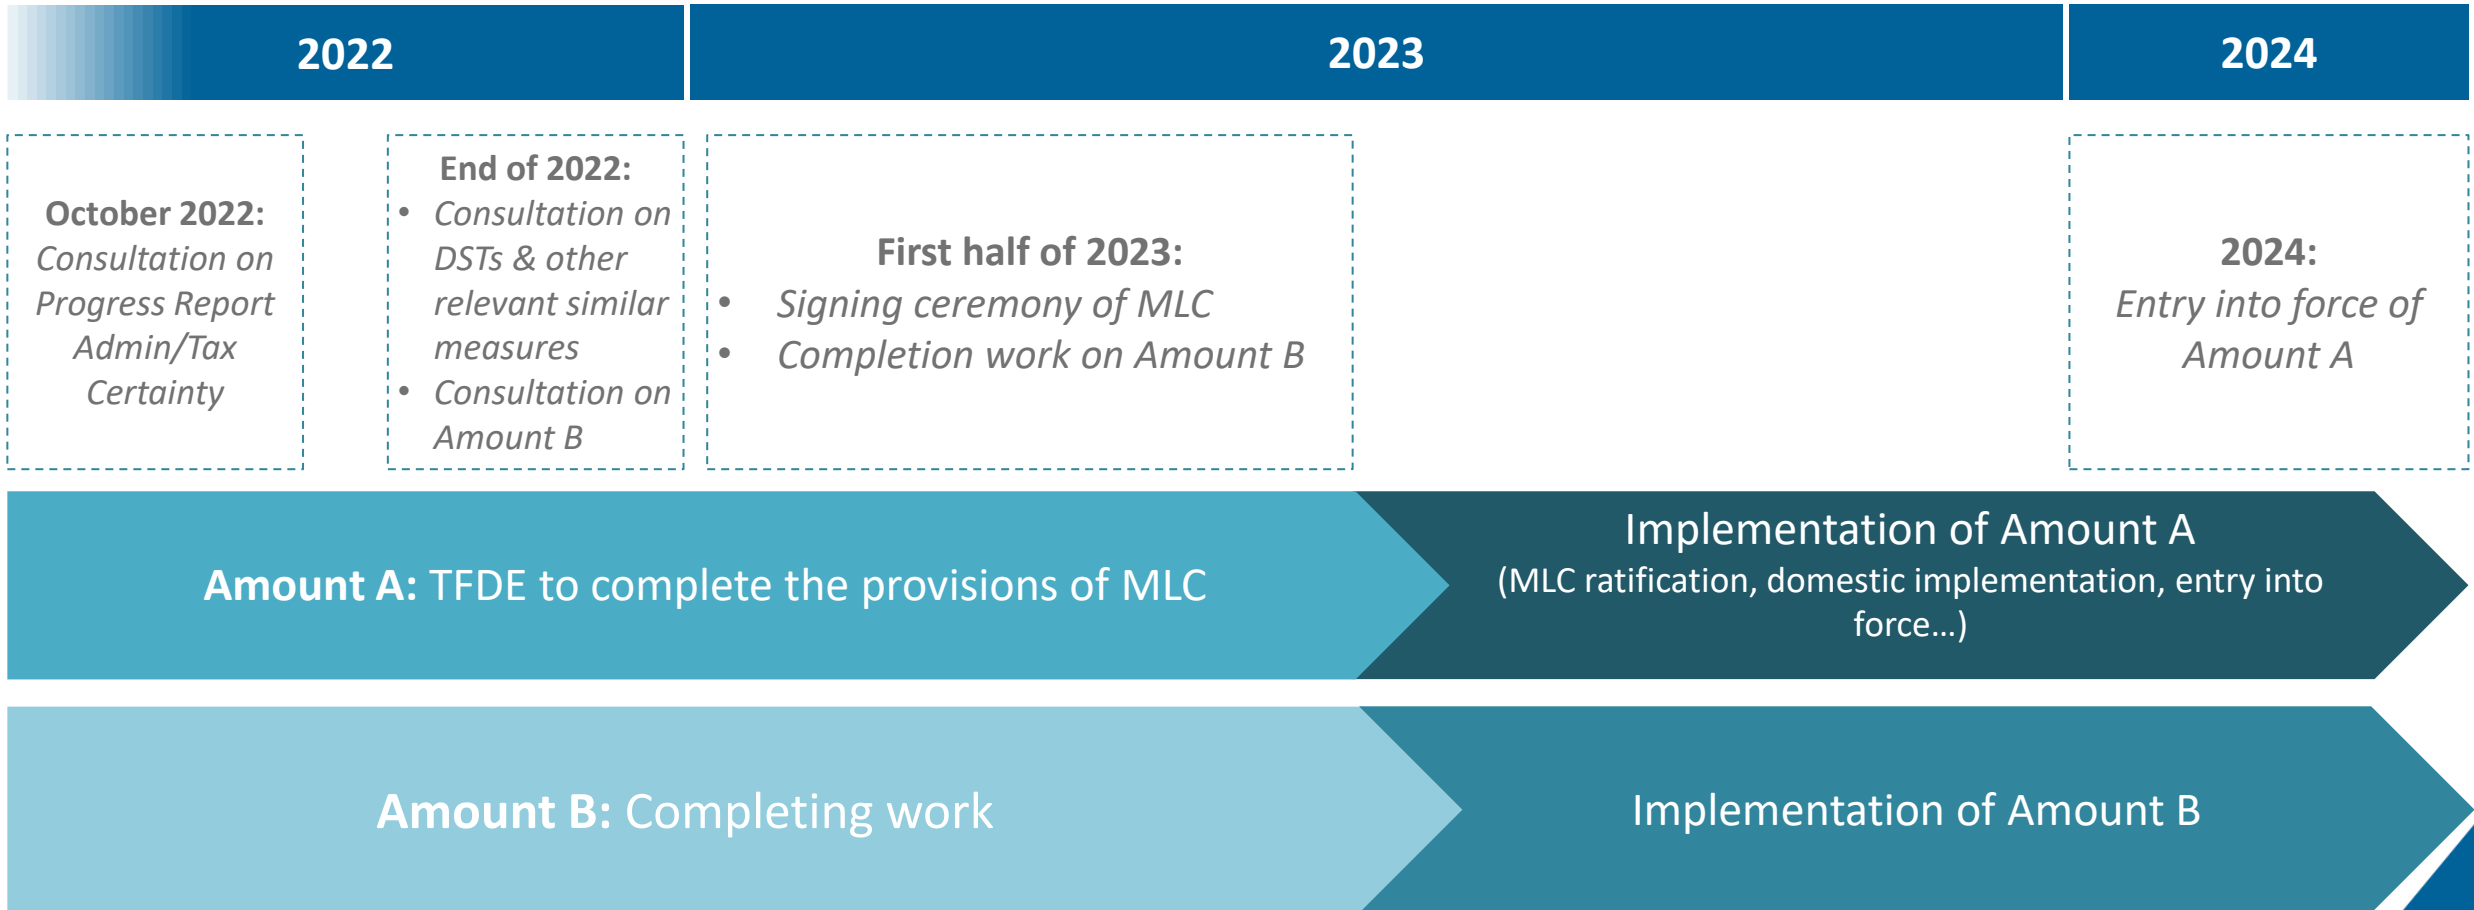 2022
2023
2024
October 2022:
Consultation on
Progress Report
Admin/Tax
Certainty
End of 2022:
• Consultation on
DSTs & other
relevant similar
measures
• Consultation on
Amount B
First half of 2023:
• Signing ceremony of MLC
• Completion work on Amount B
2024:
Entry into force of
Amount A
Amount A: TFDE to complete the provisions of MLC
Implementation of Amount A
(MLC ratification, domestic implementation, entry into
force…)
Amount B: Completing work
Implementation of Amount B